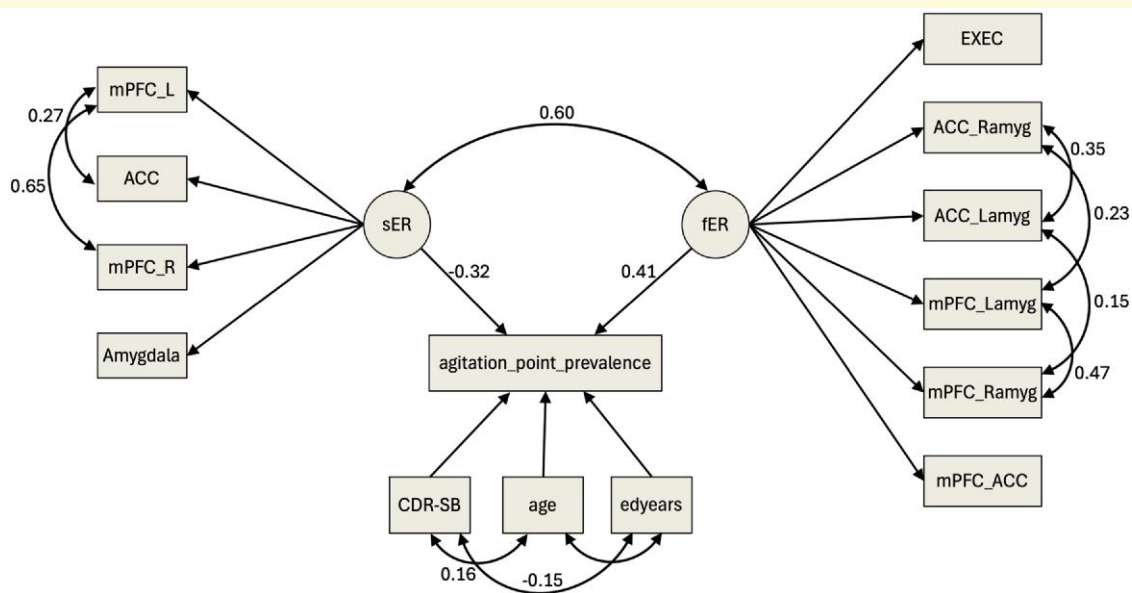 EXEC
mPFC_L
0.27
0.60
ACC_Ramyg
0.35
ACC
0.65
ACC_Lamyg
0.23
sER
fER
mPFC_R
-0.32
0.41
mPFC_Lamyg
0.15
Amygdala
agitation_point_prevalence
mPFC_Ramyg
0.47
mPFC_ACC
CDR-SB
age
edyears
0.16
-0.15